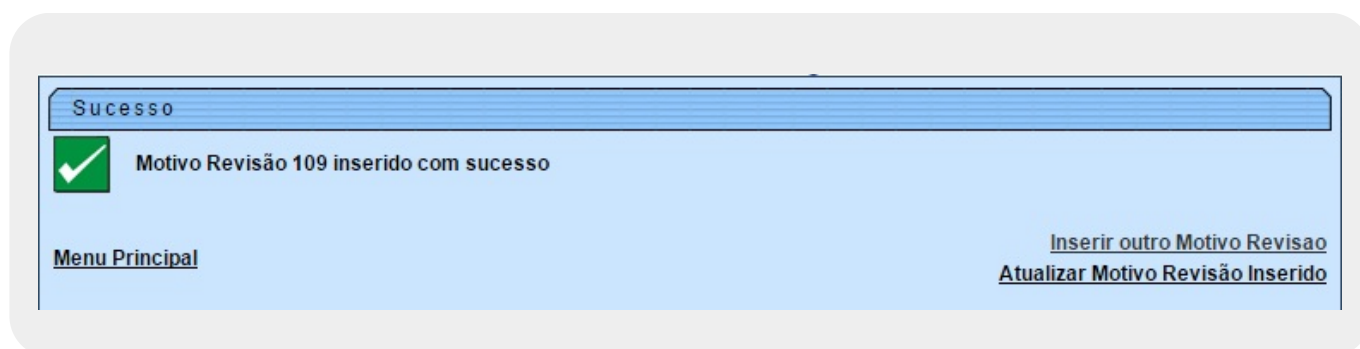 Sucesso
Motivo Revisão 109 inserido com sucesso
Inserir outro Motivo Revisao
Menu Principal
Atualizar Motivo Revisão Inserido